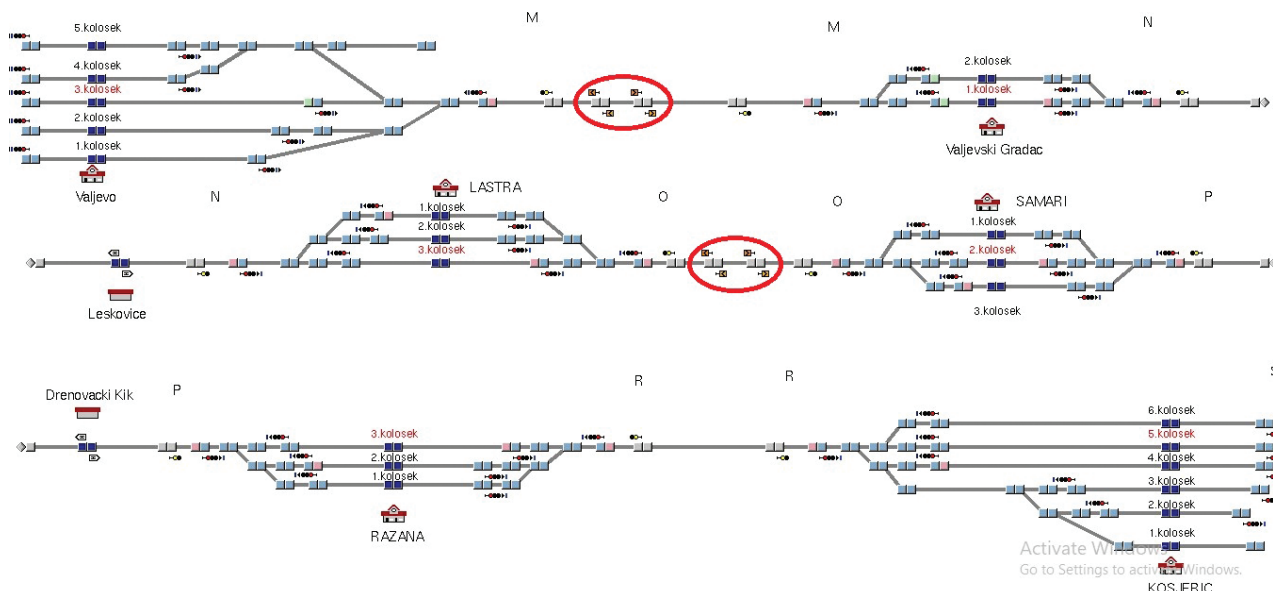 M
M
N
5.kolosek
4.kolosek
3.kolosek
2.kolosek
1.kolosek
Valjevo
2.kolosek
1.kolosek
Valjevski Gradac
N
LASTRA
O
O
SAMARI
P
1.kolosek
2.kolosek
3.kolosek
1.kolosek
2.kolosek
3.kolosek
Leskovice
Drenovacki Kik
P
R
R
S
3.kolosek
2.kolosek
1.kolosek
RAZANA
6.kolosek
5.kolosek
4.kolosek
3.kolosek
2.kolosek
1.kolosek
KOSJERIC
Activate Windows
Go to Settings to activate Windows.